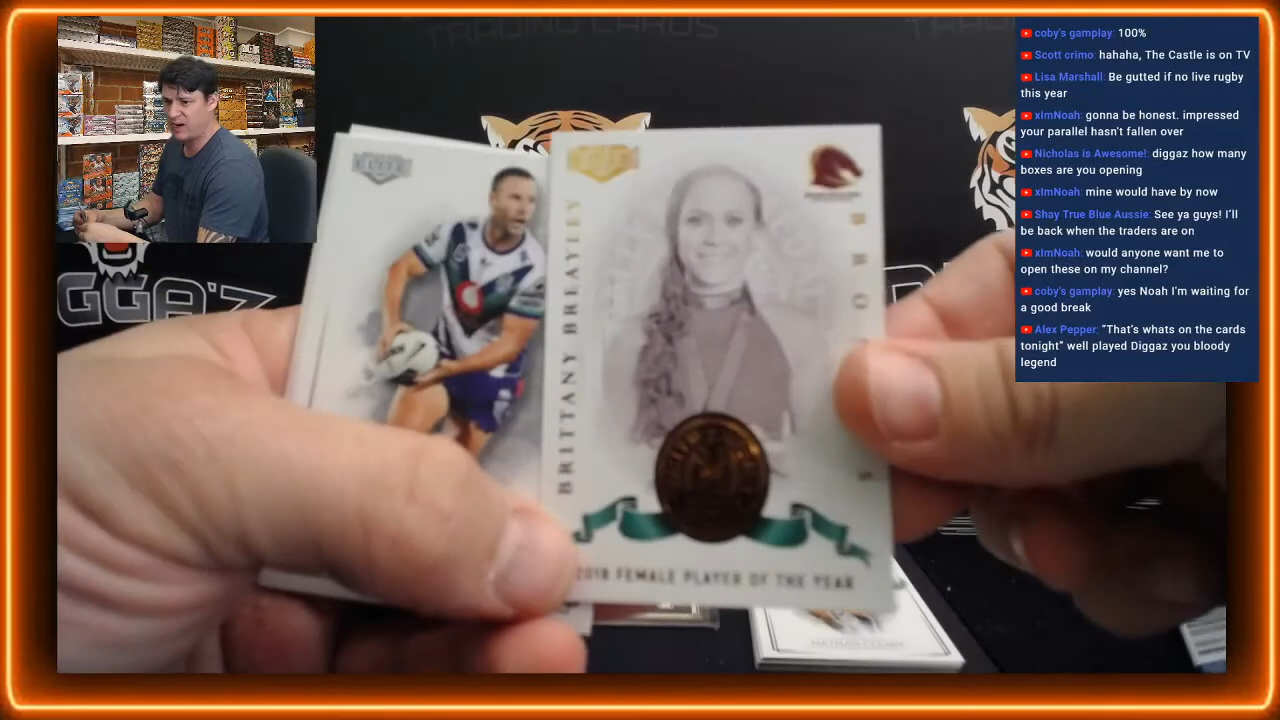 TRADING CARDS
coby's gamplay: 100%
Scott crimo: hahaha, The Castle is on TV
Lisa Marshall: Be gutted if no live rugby
this year
xImNoah: gonna be honest. impressed
your parallel hasn't fallen over
Nicholas is Awesome!: diggaz how many
boxes are you opening
xImNoah: mine would have by now
Shay True Blue Aussie: See ya guys! I'll
be back when the traders are on
xImNoah: would anyone want me to
open these on my channel?
coby's gamplay: yes Noah I'm waiting for
a good break
Alex Pepper: "That's whats on the cards
tonight" well played Diggaz you bloody
legend
BRITTANY BREAYLEY
2018 FEMALE PLAYER OF THE YEAR
GGA'Z